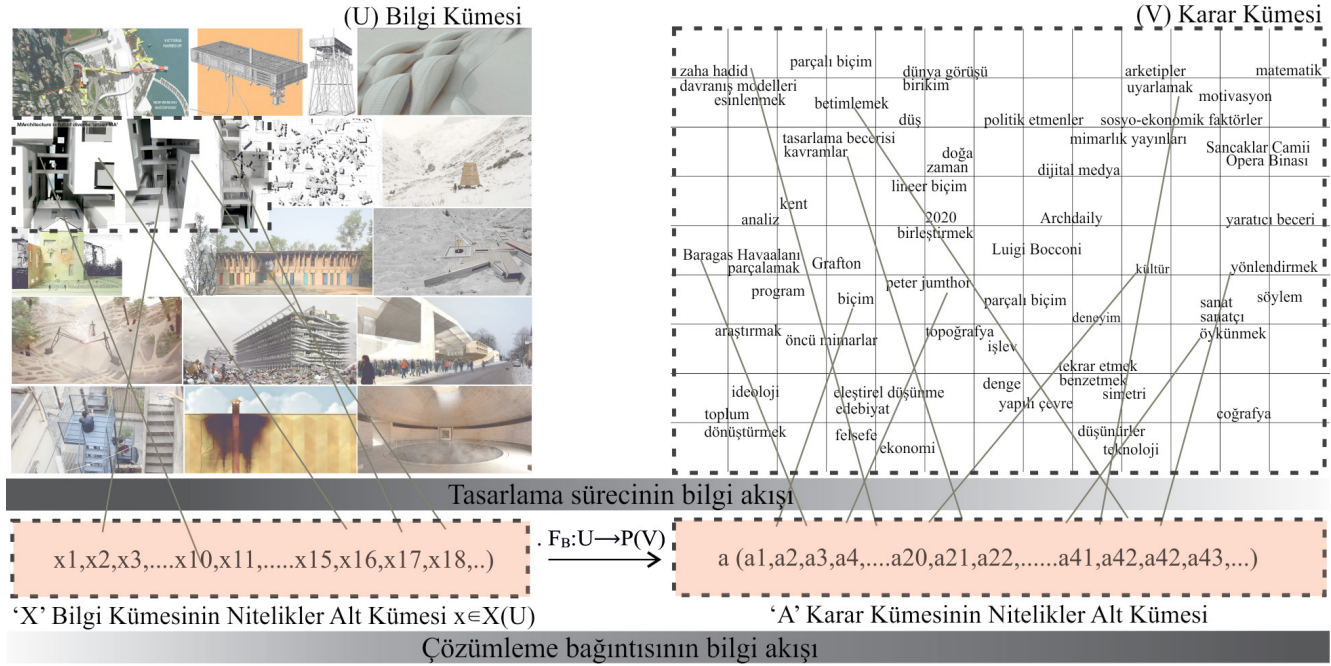 (U) Bilgi Kümesi
(V) Karar Kümesi
VICTORIA
HARBOUR
zaha hadid
davranış modelleri
esinlenmek
parçalı biçim
betimlemek
dünya görüşü
birikim
düş
arketipler
uyarlamak
matematik
motivasyon
politik etmenler
sosyo-ekonomik faktörler
mimarlık yayınları
tasarlama becerisi
kavramlar
doğa
zaman
dijital medya
Sancaklar Camii
Opera Binası
lineer biçim
kent
analiz
2020
birleştirmek
Archdaily
yaratıcı beceri
Baragas Havaalanı
parçalamak
Grafton
Luigi Bocconi
kültür
yönlendirmek
program
biçim
peter jumthor
parçalı biçim
deneyim
sanat
sanatçı
söylem
öykünmek
araştırmak
öncü mimarlar
topoğrafya
işlev
tekrar etmek
benzetmek
simetri
ideoloji
eleştirel düşünme
edebiyat
denge
yapılı çevre
toplum
dönüştürmek
felsefe
ekonomi
düşünürler
teknoloji
coğrafya
Tasarlama sürecinin bilgi akışı
x1,x2,x3,....x10,x11,.....x15,x16,x17,x18,..)
. F_B:U→P(V)
a (a1,a2,a3,a4,....a20,a21,a22,......a41,a42,a42,a43,...)
‘X’ Bilgi Kümesinin Nitelikler Alt Kümesi x∈X(U)
‘A’ Karar Kümesinin Nitelikler Alt Kümesi
Çözümleme bağıntısının bilgi akışı